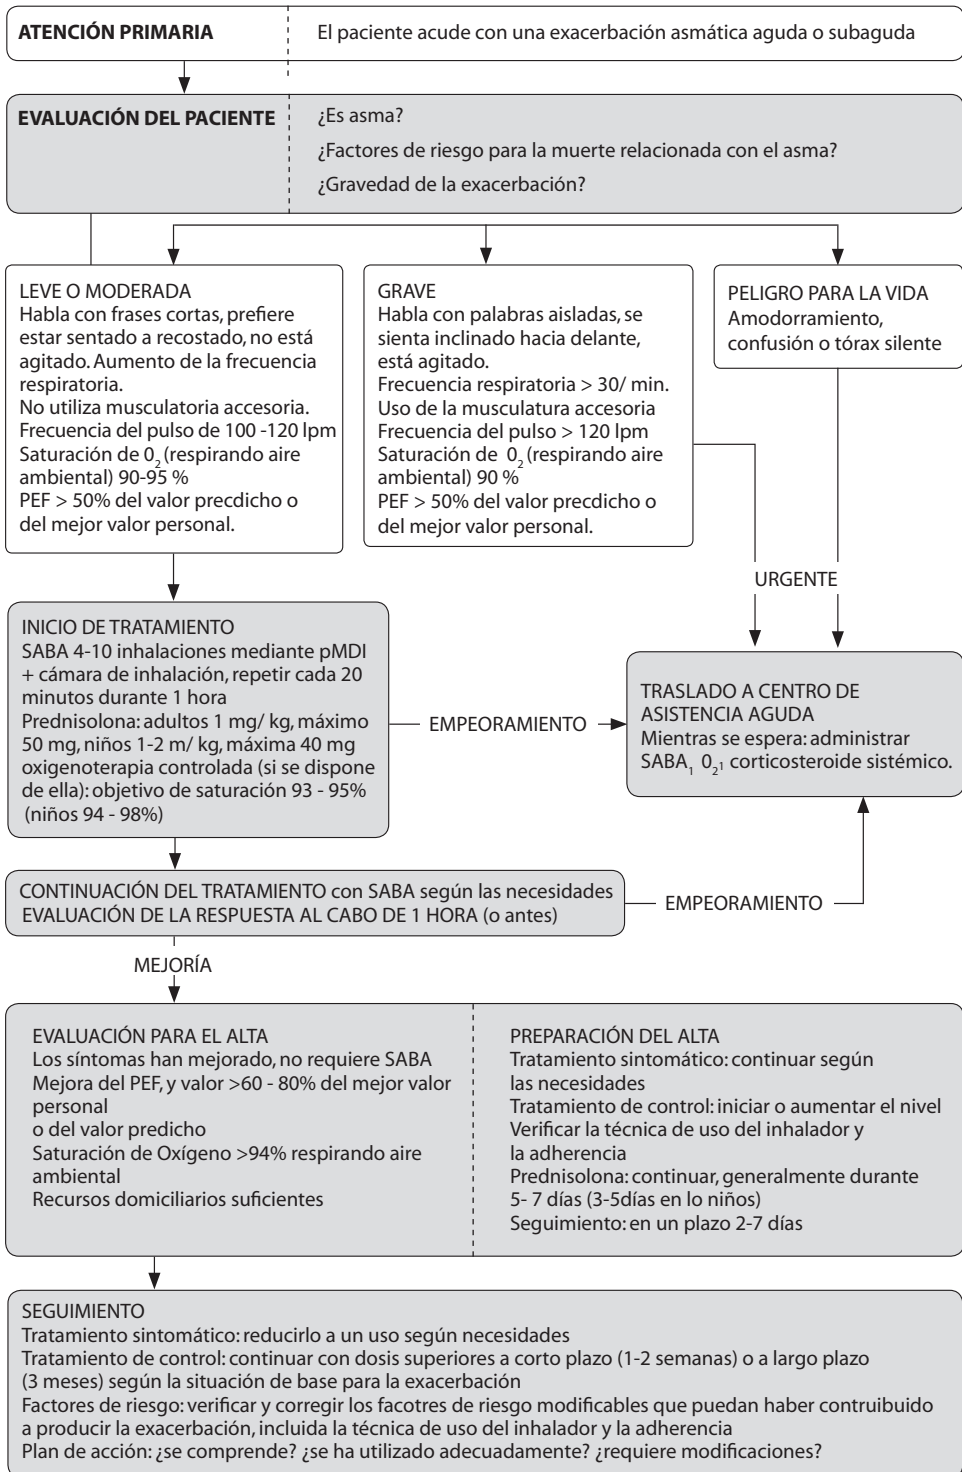 ATENCIÓN PRIMARIA
El paciente acude con una exacerbación asmática aguda o subaguda
EVALUACIÓN DEL PACIENTE
¿Es asma?
¿Factores de riesgo para la muerte relacionada con el asma?
¿Gravedad de la exacerbación?
LEVE O MODERADA
Habla con frases cortas, prefiere
estar sentado a recostado, no está
agitado. Aumento de la frecuencia
respiratoria.
No utiliza musculatoria accesoria.
Frecuencia del pulso de 100 -120 lpm
Saturación de 0₂ (respirando aire
ambiental) 90-95 %
PEF > 50% del valor precdicho o
del mejor valor personal.
GRAVE
Habla con palabras aisladas, se
sienta inclinado hacia delante,
está agitado.
Frecuencia respiratoria > 30/ min.
Uso de la musculatura accesoria
Frecuencia del pulso > 120 lpm
Saturación de 0₂ (respirando aire
ambiental) 90 %
PEF > 50% del valor precdicho o
del mejor valor personal.
PELIGRO PARA LA VIDA
Amodorramiento,
confusión o tórax silente
URGENTE
INICIO DE TRATAMIENTO
SABA 4-10 inhalaciones mediante pMDI
+ cámara de inhalación, repetir cada 20
minutos durante 1 hora
Prednisolona: adultos 1 mg/ kg, máximo
50 mg, niños 1-2 m/ kg, máxima 40 mg
oxigenoterapia controlada (si se dispone
de ella): objetivo de saturación 93 - 95%
(niños 94 - 98%)
EMPEORAMIENTO
TRASLADO A CENTRO DE
ASISTENCIA AGUDA
Mientras se espera: administrar
SABA₁ 0₂¹ corticosteroide sistémico.
CONTINUACIÓN DEL TRATAMIENTO con SABA según las necesidades
EVALUACIÓN DE LA RESPUESTA AL CABO DE 1 HORA (o antes)
EMPEORAMIENTO
MEJORÍA
EVALUACIÓN PARA EL ALTA
Los síntomas han mejorado, no requiere SABA
Mejora del PEF, y valor >60 - 80% del mejor valor
personal
o del valor predicho
Saturación de Oxígeno >94% respirando aire
ambiental
Recursos domiciliarios suficientes
PREPARACIÓN DEL ALTA
Tratamiento sintomático: continuar según
las necesidades
Tratamiento de control: iniciar o aumentar el nivel
Verificar la técnica de uso del inhalador y
la adherencia
Prednisolona: continuar, generalmente durante
5- 7 días (3-5días en lo niños)
Seguimiento: en un plazo 2-7 días
SEGUIMIENTO
Tratamiento sintomático: reducirlo a un uso según necesidades
Tratamiento de control: continuar con dosis superiores a corto plazo (1-2 semanas) o a largo plazo
(3 meses) según la situación de base para la exacerbación
Factores de riesgo: verificar y corregir los facotres de riesgo modificables que puedan haber contruibuido
a producir la exacerbación, incluida la técnica de uso del inhalador y la adherencia
Plan de acción: ¿se comprende? ¿se ha utilizado adecuadamente? ¿requiere modificaciones?